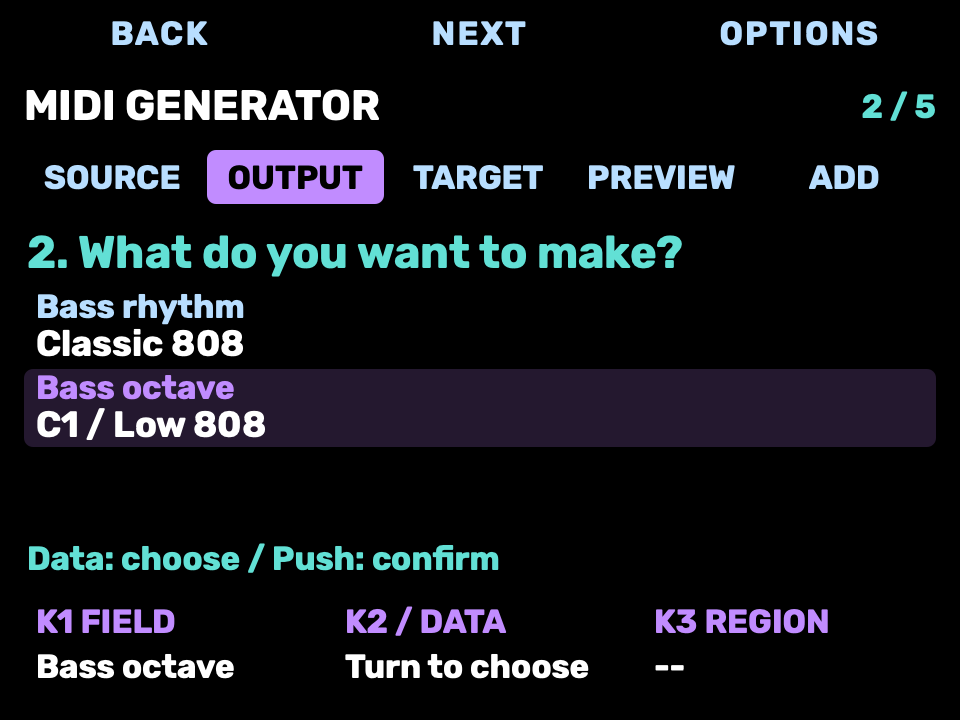 BACK NEXT OPTIONS
MIDI GENERATOR 2 / 5
SOURCE OUTPUT TARGET PREVIEW ADD
2. What do you want to make?
Bass rhythm
Classic 808
Bass octave
C1 / Low 808
Data: choose / Push: confirm
K1 FIELD K2 / DATA K3 REGION
Bass octave Turn to choose --